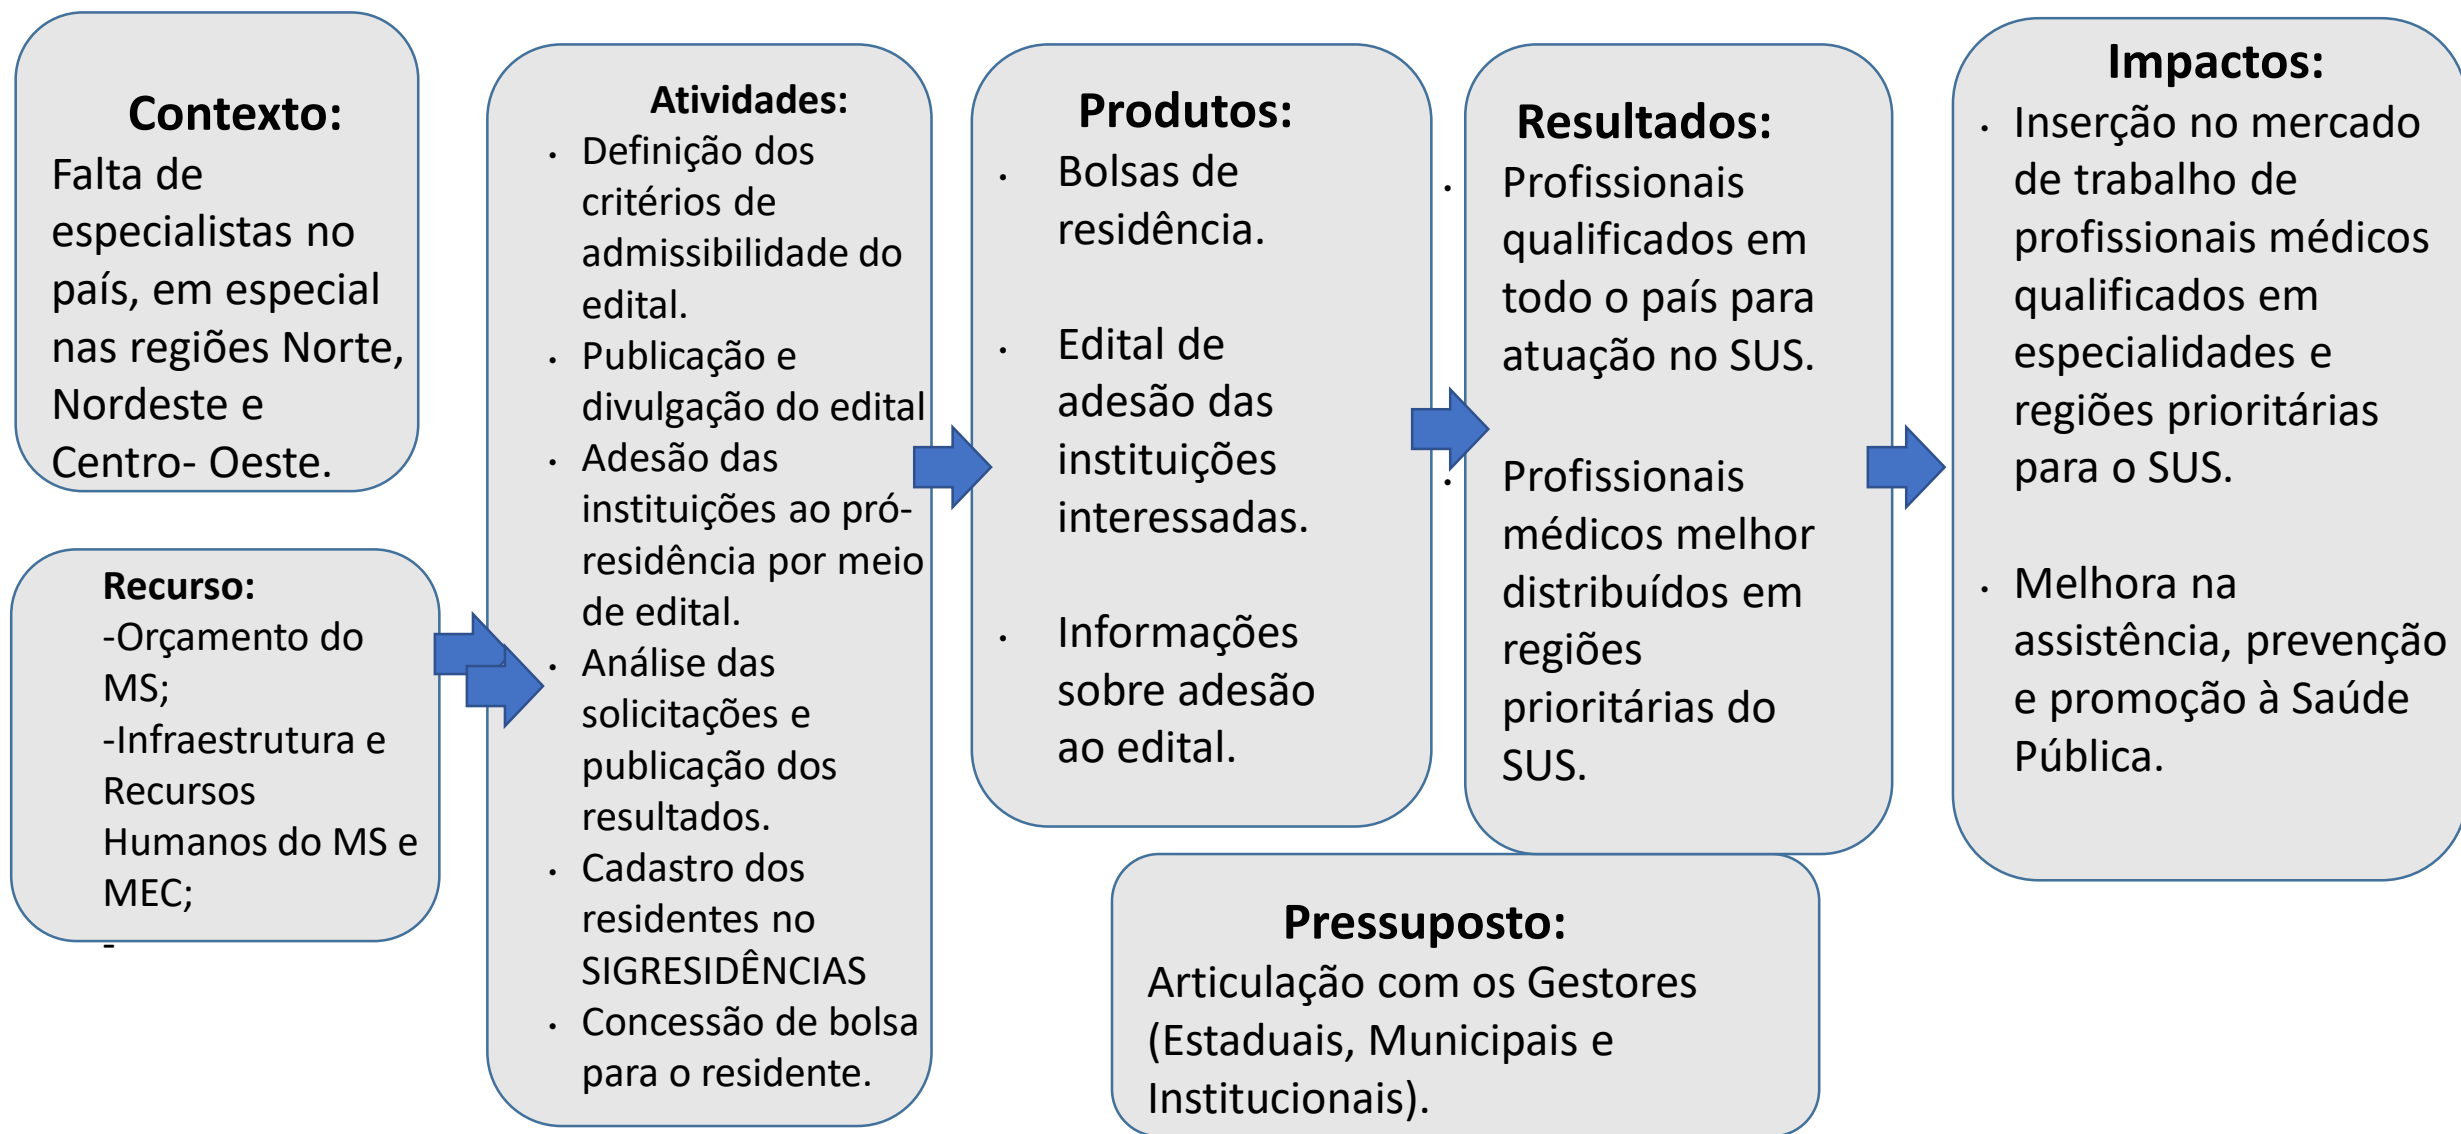 Contexto:
Falta de
especialistas no
país, em especial
nas regiões Norte,
Nordeste e
Centro- Oeste.
Recurso:
-Orçamento do
MS;
-Infraestrutura e
Recursos
Humanos do MS e
MEC;
-
Atividades:
· Definição dos
critérios de
admissibilidade do
edital.
· Publicação e
divulgação do edital
· Adesão das
instituições ao pró-
residência por meio
de edital.
· Análise das
solicitações e
publicação dos
resultados.
· Cadastro dos
residentes no
SIGRESIDÊNCIAS
· Concessão de bolsa
para o residente.
Produtos:
· Bolsas de
residência.
· Edital de
adesão das
instituições
interessadas.
· Informações
sobre adesão
ao edital.
Resultados:
· Profissionais
qualificados em
todo o país para
atuação no SUS.
· Profissionais
médicos melhor
distribuídos em
regiões
prioritárias do
SUS.
Impactos:
· Inserção no mercado
de trabalho de
profissionais médicos
qualificados em
especialidades e
regiões prioritárias
para o SUS.
· Melhora na
assistência, prevenção
e promoção à Saúde
Pública.
Pressuposto:
Articulação com os Gestores
(Estaduais, Municipais e
Institucionais).